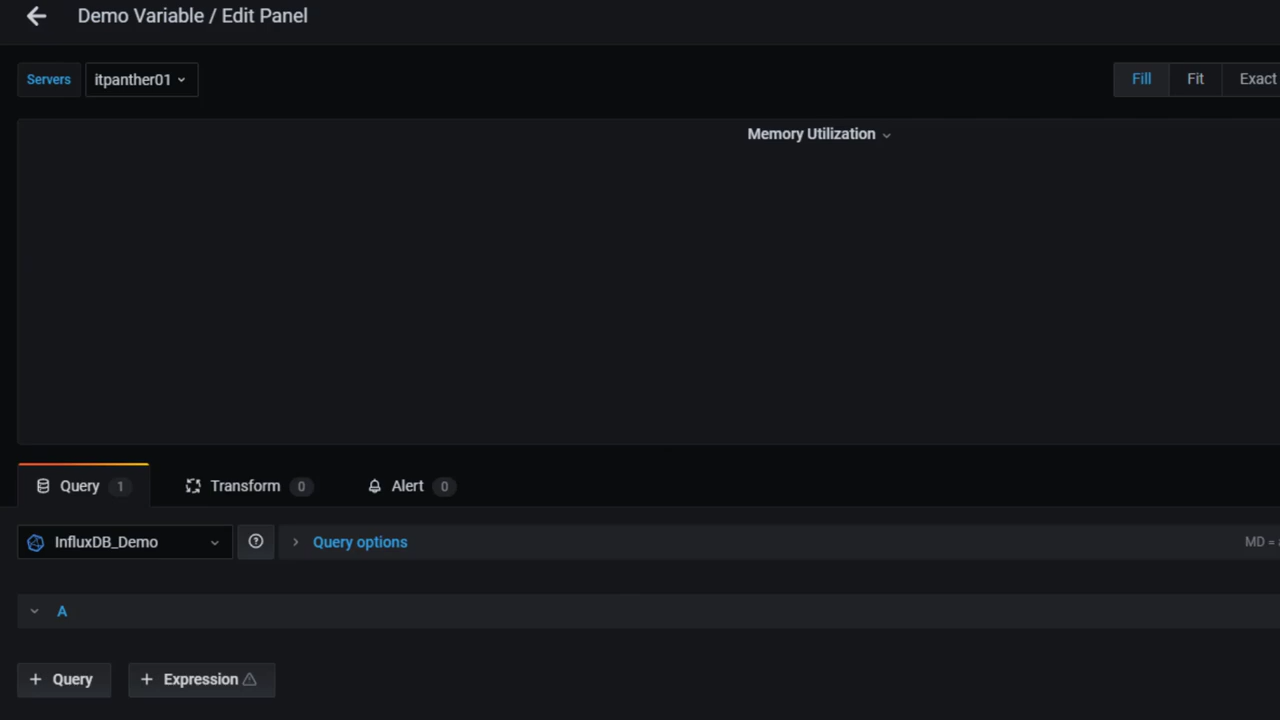 Demo Variable / Edit Panel
Servers itpanther01
Fill Fit Exact
Memory Utilization
Query 1 Transform 0 Alert 0
InfluxDB_Demo Query options MD =
A
+ Query + Expression